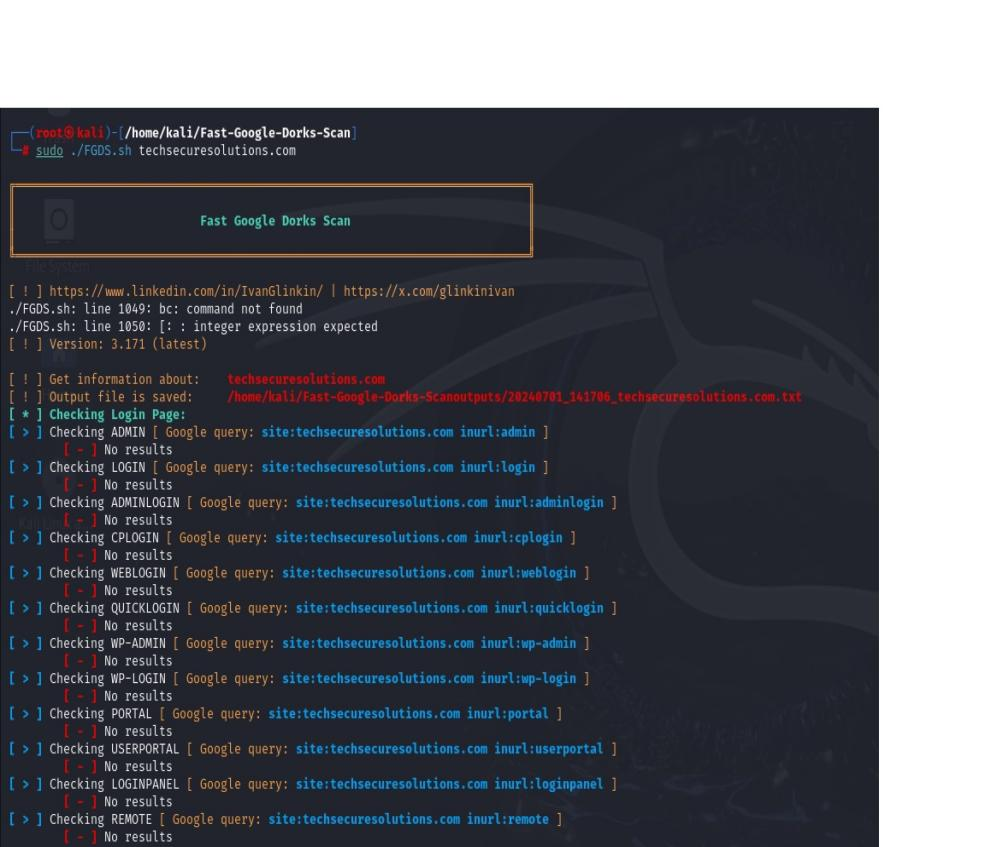 (root㉿kali)-[/home/kali/Fast-Google-Dorks-Scan]
# sudo ./FGDS.sh techsecuresolutions.com
Fast Google Dorks Scan
File System
[ ! ] https://www.linkedin.com/in/IvanGlinkin/ | https://x.com/glinkinivan
./FGDS.sh: line 1049: bc: command not found
./FGDS.sh: line 1050: [: : integer expression expected
[ ! ] Version: 3.171 (latest)
[ ! ] Get information about: techsecuresolutions.com
[ ! ] Output file is saved: /home/kali/Fast-Google-Dorks-Scanoutputs/20240701_141706_techsecuresolutions.com.txt
[ * ] Checking Login Page:
[ > ] Checking ADMIN [ Google query: site:techsecuresolutions.com inurl:admin ]
[ - ] No results
[ > ] Checking LOGIN [ Google query: site:techsecuresolutions.com inurl:login ]
[ - ] No results
[ > ] Checking ADMINLOGIN [ Google query: site:techsecuresolutions.com inurl:adminlogin ]
[ - ] No results
[ > ] Checking CPLOGIN [ Google query: site:techsecuresolutions.com inurl:cplogin ]
[ - ] No results
[ > ] Checking WEBLOGIN [ Google query: site:techsecuresolutions.com inurl:weblogin ]
[ - ] No results
[ > ] Checking QUICKLOGIN [ Google query: site:techsecuresolutions.com inurl:quicklogin ]
[ - ] No results
[ > ] Checking WP-ADMIN [ Google query: site:techsecuresolutions.com inurl:wp-admin ]
[ - ] No results
[ > ] Checking WP-LOGIN [ Google query: site:techsecuresolutions.com inurl:wp-login ]
[ - ] No results
[ > ] Checking PORTAL [ Google query: site:techsecuresolutions.com inurl:portal ]
[ - ] No results
[ > ] Checking USERPORTAL [ Google query: site:techsecuresolutions.com inurl:userportal ]
[ - ] No results
[ > ] Checking LOGINPANEL [ Google query: site:techsecuresolutions.com inurl:loginpanel ]
[ - ] No results
[ > ] Checking REMOTE [ Google query: site:techsecuresolutions.com inurl:remote ]
[ - ] No results